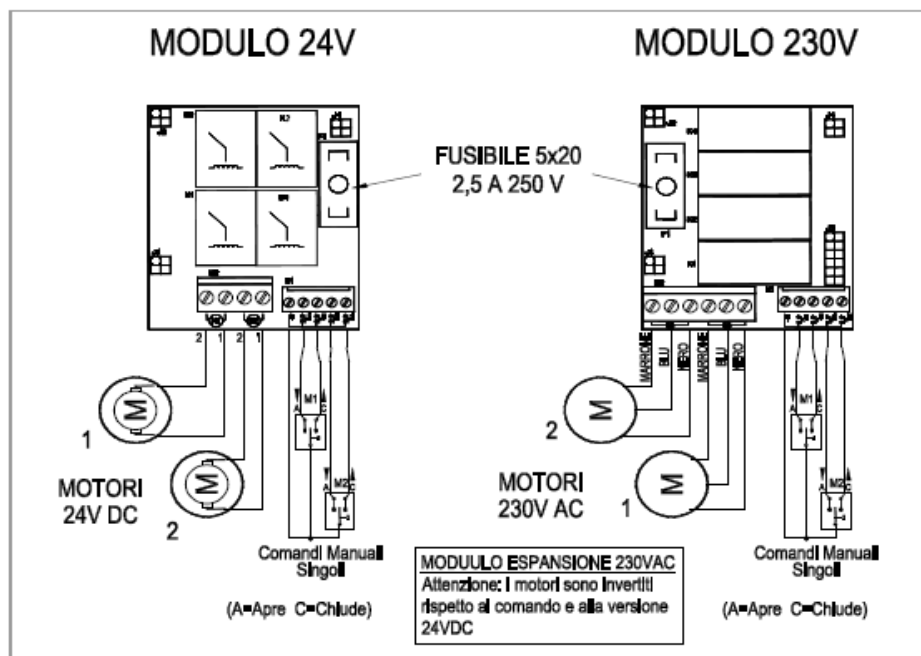 MODULO 24V
MODULO 230V
FUSIBILE 5x20
2,5 A 250 V
2 1 2 1
MARRONE
BLU
NERO
MARRONE
BLU
NERO
M
1
M
2
MOTORI
24V DC
M1
A C
M2
A C
Comandi Manuali
Singoli
(A=Apre C=Chiude)
M
2
M
1
MOTORI
230V AC
M1
A C
M2
A C
Comandi Manuali
Singoli
(A=Apre C=Chiude)
MODUULO ESPANSIONE 230VAC
Attenzione: i motori sono invertiti
rispetto al comando e alla versione
24VDC